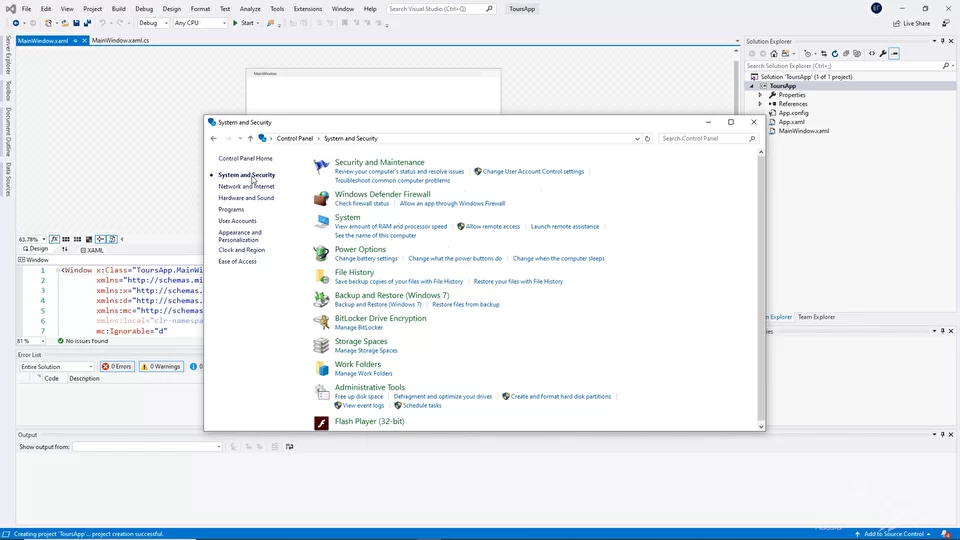 File Edit View Project Build Debug Design Format Test Analyze Tools Extensions Window Help Search Visual Studio (Ctrl+Q) ToursApp
Debug Any CPU Start Live Share
MainWindow.xaml MainWindow.xaml.cs
Server Explorer
Toolbox
Document Outline
Data Sources
MainWindow
63.78%
Design XAML
Window
1 <Window x:Class="ToursApp.MainWi
2 xmlns="http://schemas.mi
3 xmlns:x="http://schemas.
4 xmlns:d="http://schemas.
5 xmlns:mc="http://schemas
6 xmlns:local="clr-namespa
7 mc:Ignorable="d"
81 % No issues found
Error List
Entire Solution 0 Errors 0 Warnings 0
Code Description
Output
Show output from:
System and Security
Control Panel System and Security Search Control Panel
Control Panel Home
System and Security
Network and Internet
Hardware and Sound
Programs
User Accounts
Appearance and
Personalization
Clock and Region
Ease of Access
Security and Maintenance
Review your computer's status and resolve issues Change User Account Control settings
Troubleshoot common computer problems
Windows Defender Firewall
Check firewall status Allow an app through Windows Firewall
System
View amount of RAM and processor speed Allow remote access Launch remote assistance
See the name of this computer
Power Options
Change battery settings Change what the power buttons do Change when the computer sleeps
File History
Save backup copies of your files with File History Restore your files with File History
Backup and Restore (Windows 7)
Backup and Restore (Windows 7) Restore files from backup
BitLocker Drive Encryption
Manage BitLocker
Storage Spaces
Manage Storage Spaces
Work Folders
Manage Work Folders
Administrative Tools
Free up disk space Defragment and optimize your drives Create and format hard disk partitions
View event logs Schedule tasks
Flash Player (32-bit)
Solution Explorer
Search Solution Explorer (Ctrl+;)
Solution 'ToursApp' (1 of 1 project)
ToursApp
Properties
References
App.config
App.xaml
MainWindow.xaml
Explorer Team Explorer
Creating project 'ToursApp'... project creation successful. Add to Source Control